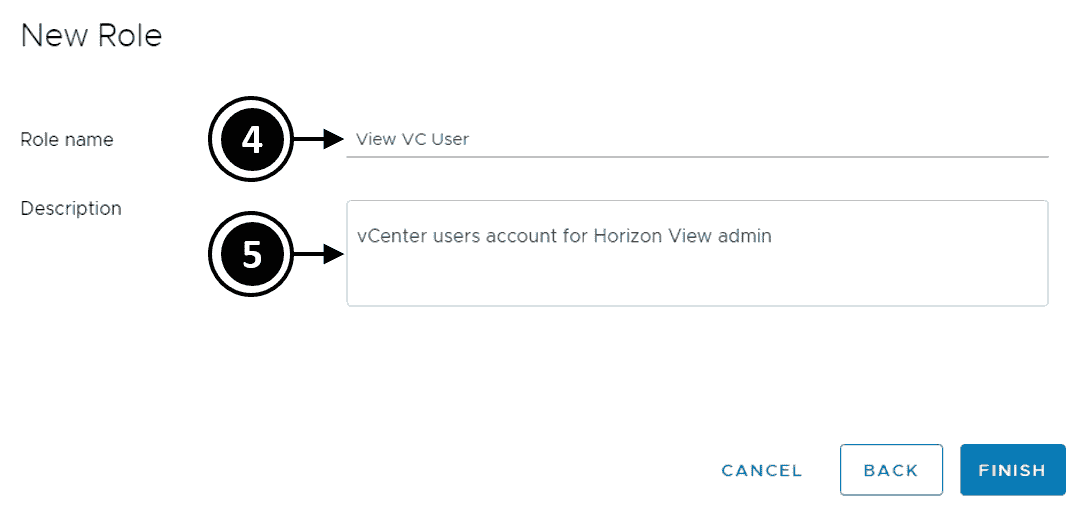 New Role
Role name
4
View VC User
Description
5
vCenter users account for Horizon View admin
CANCEL
BACK
FINISH